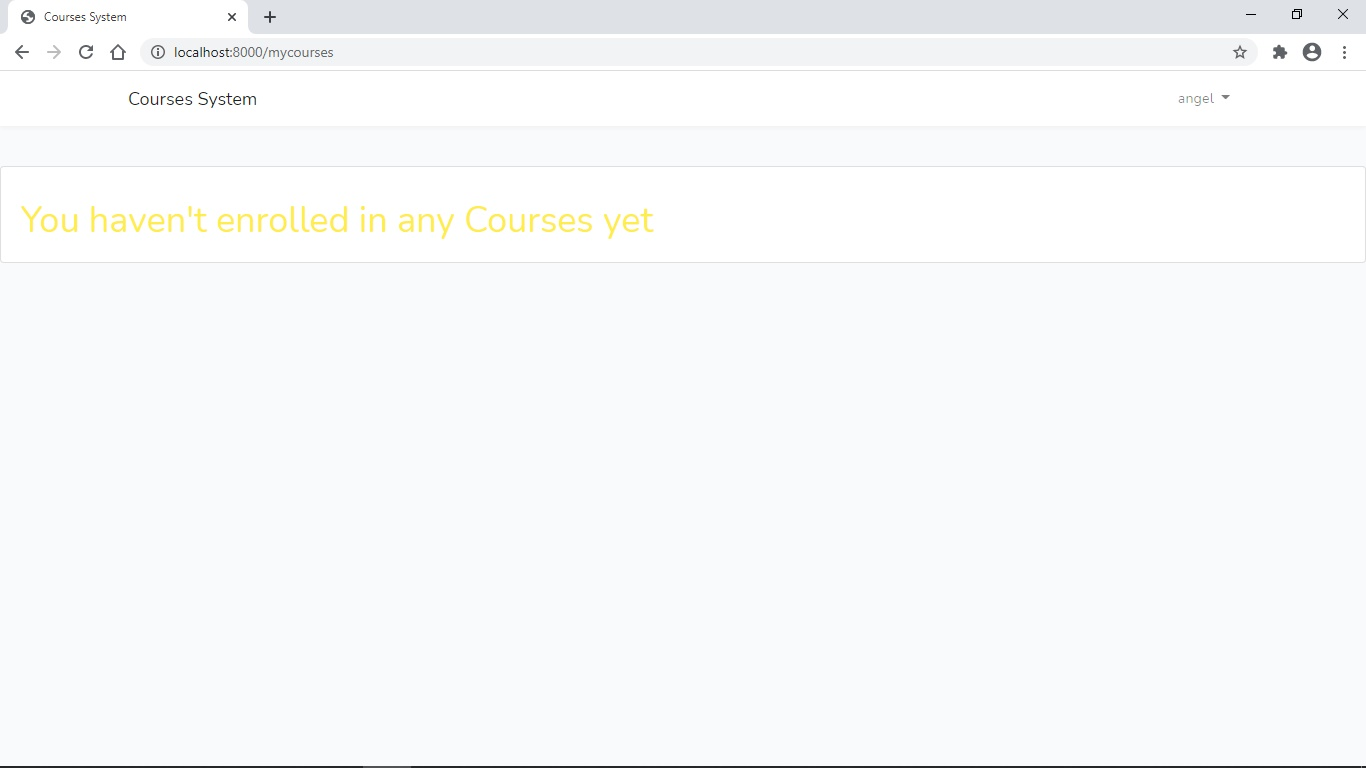 Courses System
localhost:8000/mycourses
Courses System
angel
You haven't enrolled in any Courses yet